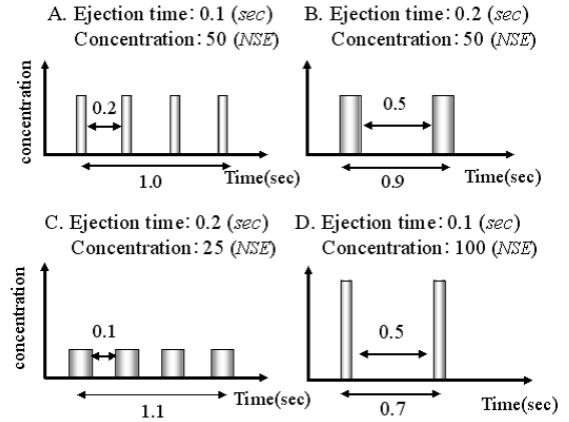 A. Ejection time: 0.1 (sec)
Concentration: 50 (NSE)
concentration
0.2
1.0
Time(sec)
B. Ejection time: 0.2 (sec)
Concentration: 50 (NSE)
0.5
0.9
Time(sec)
C. Ejection time: 0.2 (sec)
Concentration: 25 (NSE)
concentration
0.1
1.1
Time(sec)
D. Ejection time: 0.1 (sec)
Concentration: 100 (NSE)
0.5
0.7
Time(sec)